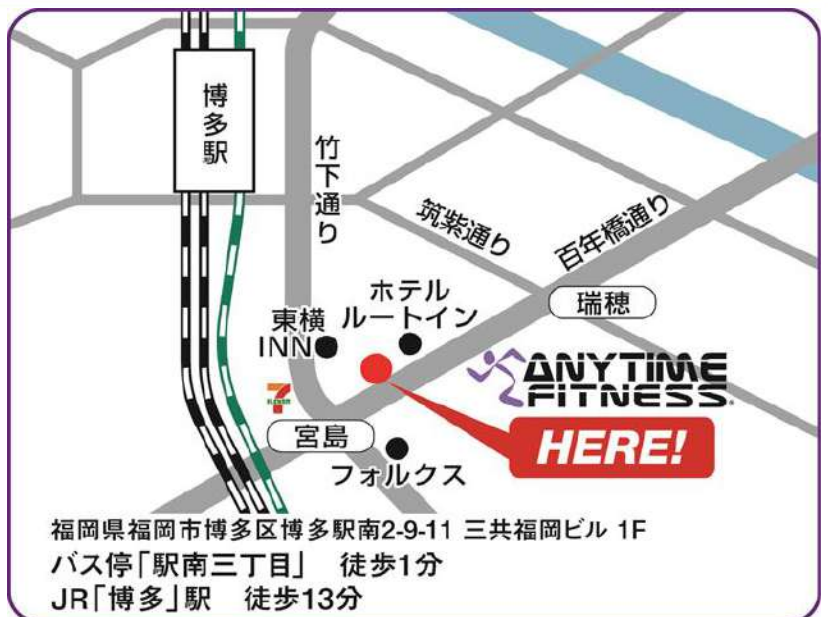 博多駅
竹下通り
筑紫通り
百年橋通り
瑞穂
ホテル
ルートイン
東横
INN
ANYTIME
FITNESS
HERE!
7
ELEVEN
宮島
フォルクス
福岡県福岡市博多区博多駅南2-9-11 三共福岡ビル 1F
バス停「駅南三丁目」 徒歩1分
JR「博多」駅 徒歩13分